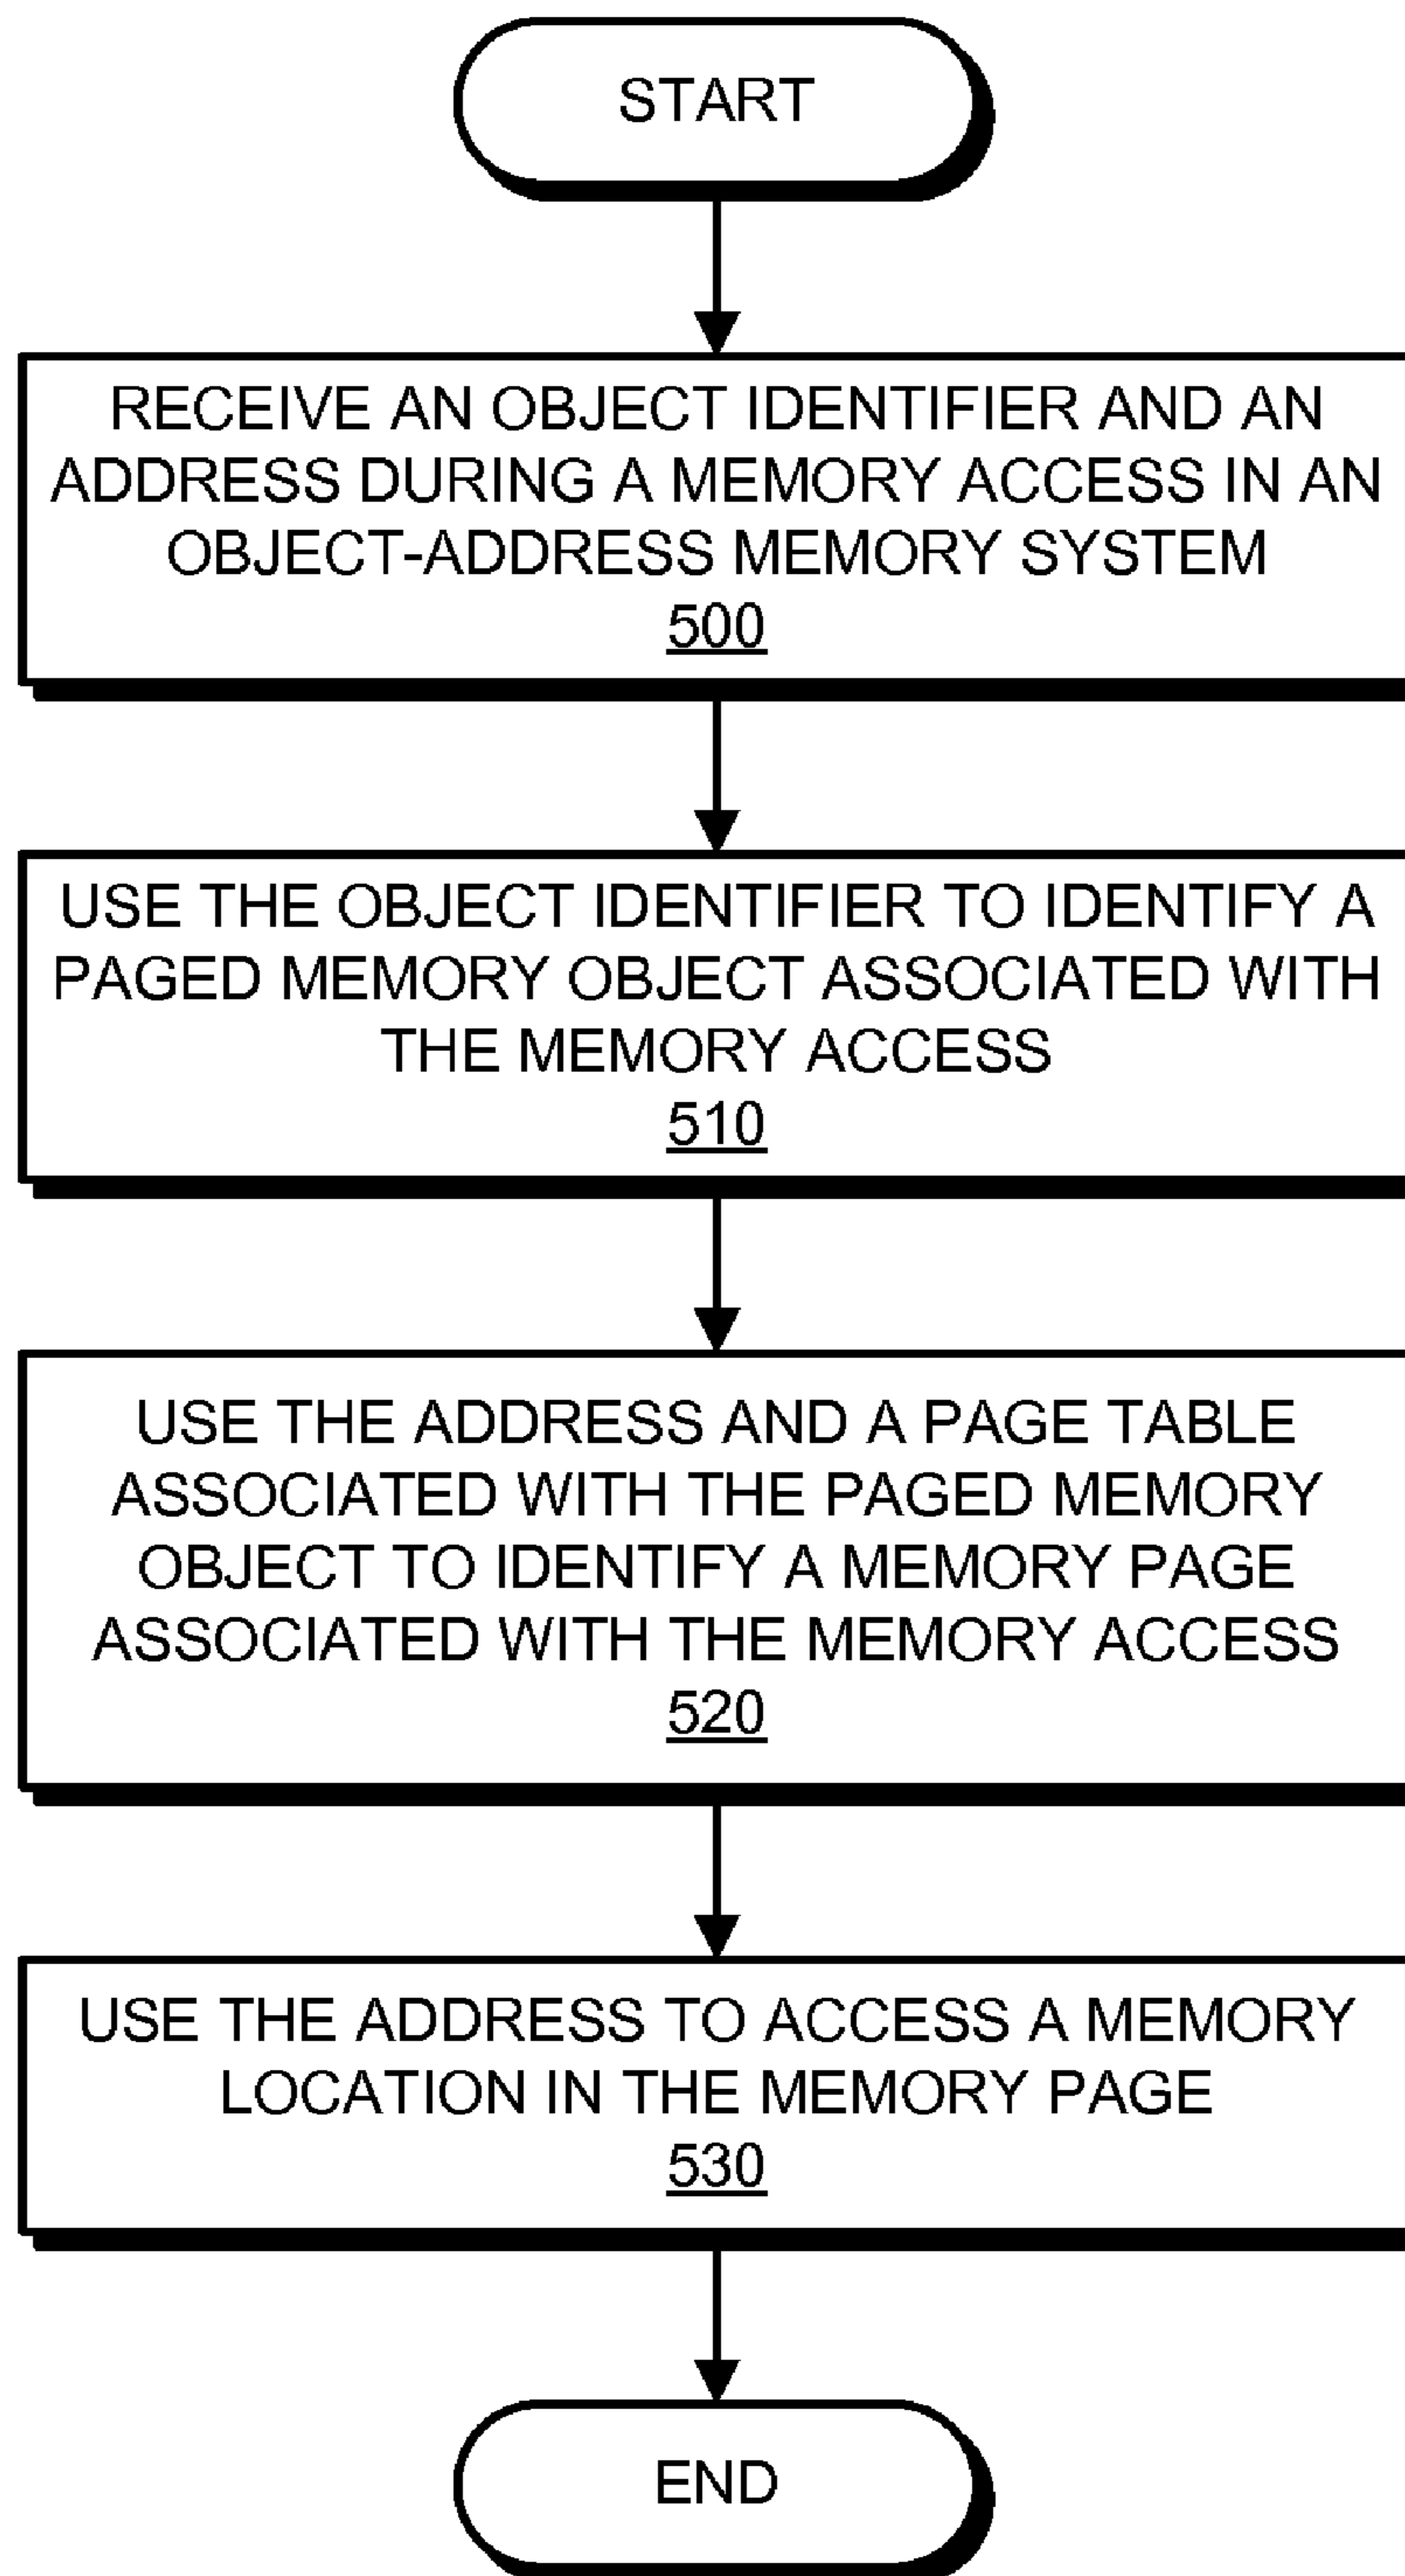 START
RECEIVE AN OBJECT IDENTIFIER AND AN
ADDRESS DURING A MEMORY ACCESS IN AN
OBJECT-ADDRESS MEMORY SYSTEM
500
USE THE OBJECT IDENTIFIER TO IDENTIFY A
PAGED MEMORY OBJECT ASSOCIATED WITH
THE MEMORY ACCESS
510
USE THE ADDRESS AND A PAGE TABLE
ASSOCIATED WITH THE PAGED MEMORY
OBJECT TO IDENTIFY A MEMORY PAGE
ASSOCIATED WITH THE MEMORY ACCESS
520
USE THE ADDRESS TO ACCESS A MEMORY
LOCATION IN THE MEMORY PAGE
530
END